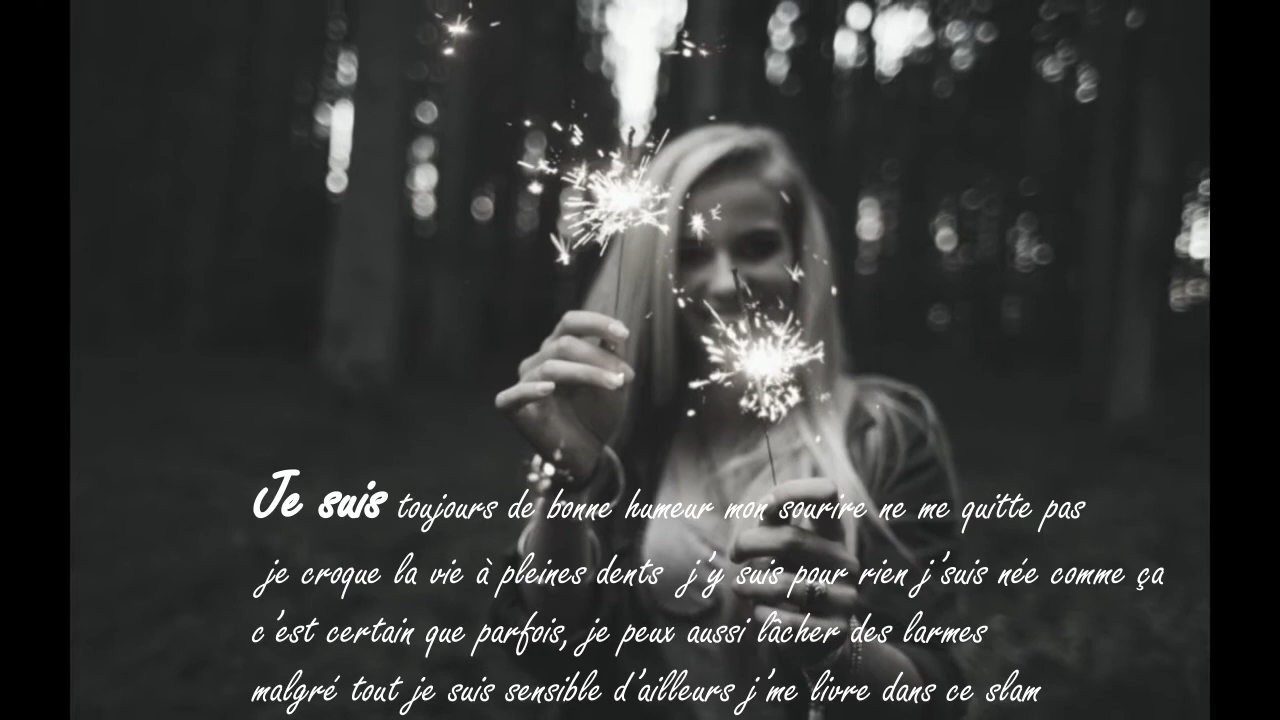 Je suis toujours de bonne humeur mon sourire ne me quitte pas
je croque la vie à pleines dents j'y suis pour rien j'suis née comme ça
c'est certain que parfois, je peux aussi lâcher des larmes
malgré tout je suis sensible d'ailleurs j'me livre dans ce slam